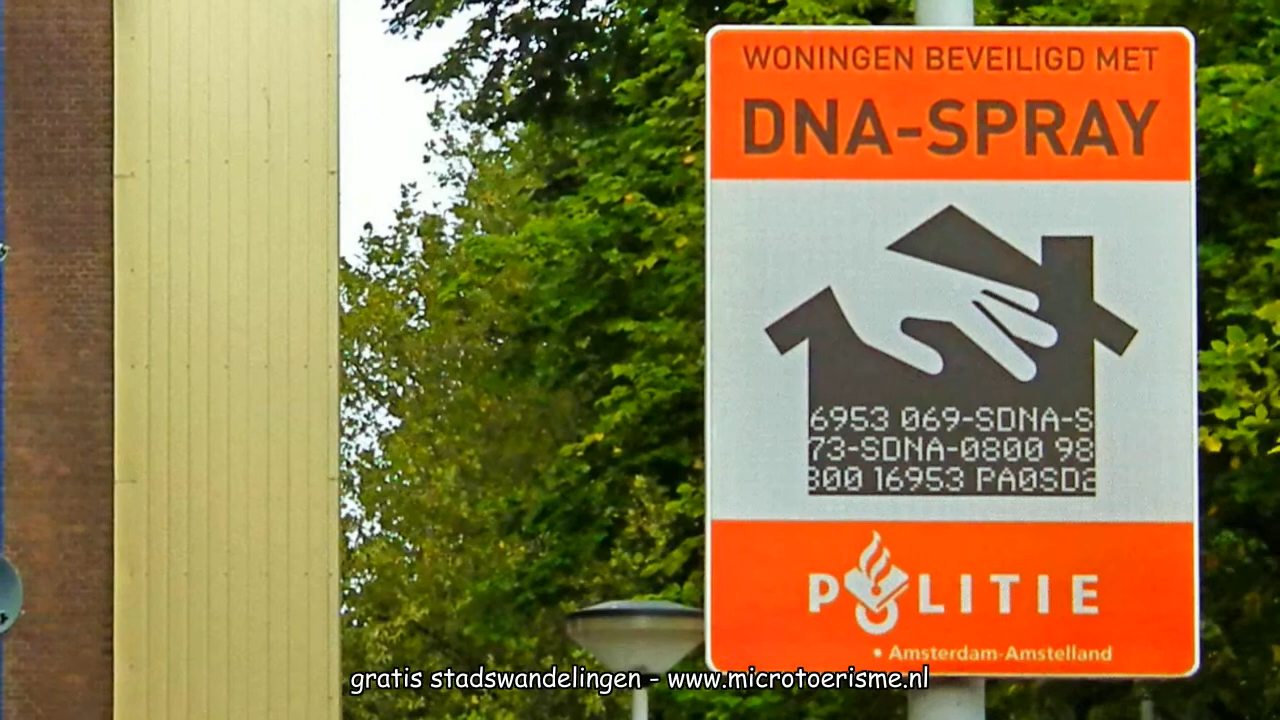 WONINGEN BEVEILIGD MET
DNA-SPRAY
6953 069-SDNA-S
73-SDNA-0800 98
800 16953 PA0SD2
POLITIE
• Amsterdam-Amstelland
gratis stadswandelingen - www.microtoerisme.nl